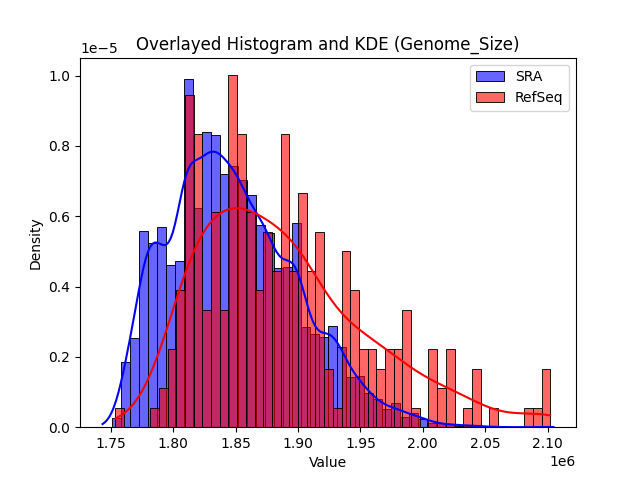 Overlayed Histogram and KDE (Genome_Size)
1e−5
SRA
RefSeq
1.0
0.8
0.6
0.4
0.2
0.0
Density
1.75 1.80 1.85 1.90 1.95 2.00 2.05 2.10
Value
1e6